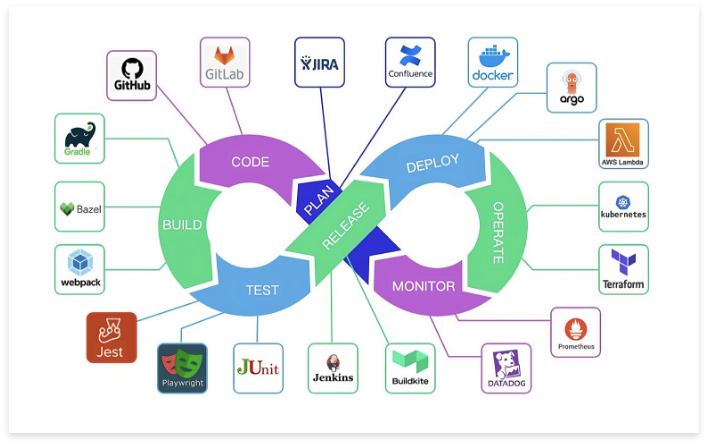 GitHub
GitLab
JIRA
Confluence
docker
argo
Gradle
CODE
DEPLOY
AWS Lambda
PLAN
Bazel
BUILD
RELEASE
OPERATE
kubernetes
webpack
TEST
MONITOR
Terraform
Jest
Playwright
JUnit
Jenkins
Buildkite
DATADOG
Prometheus